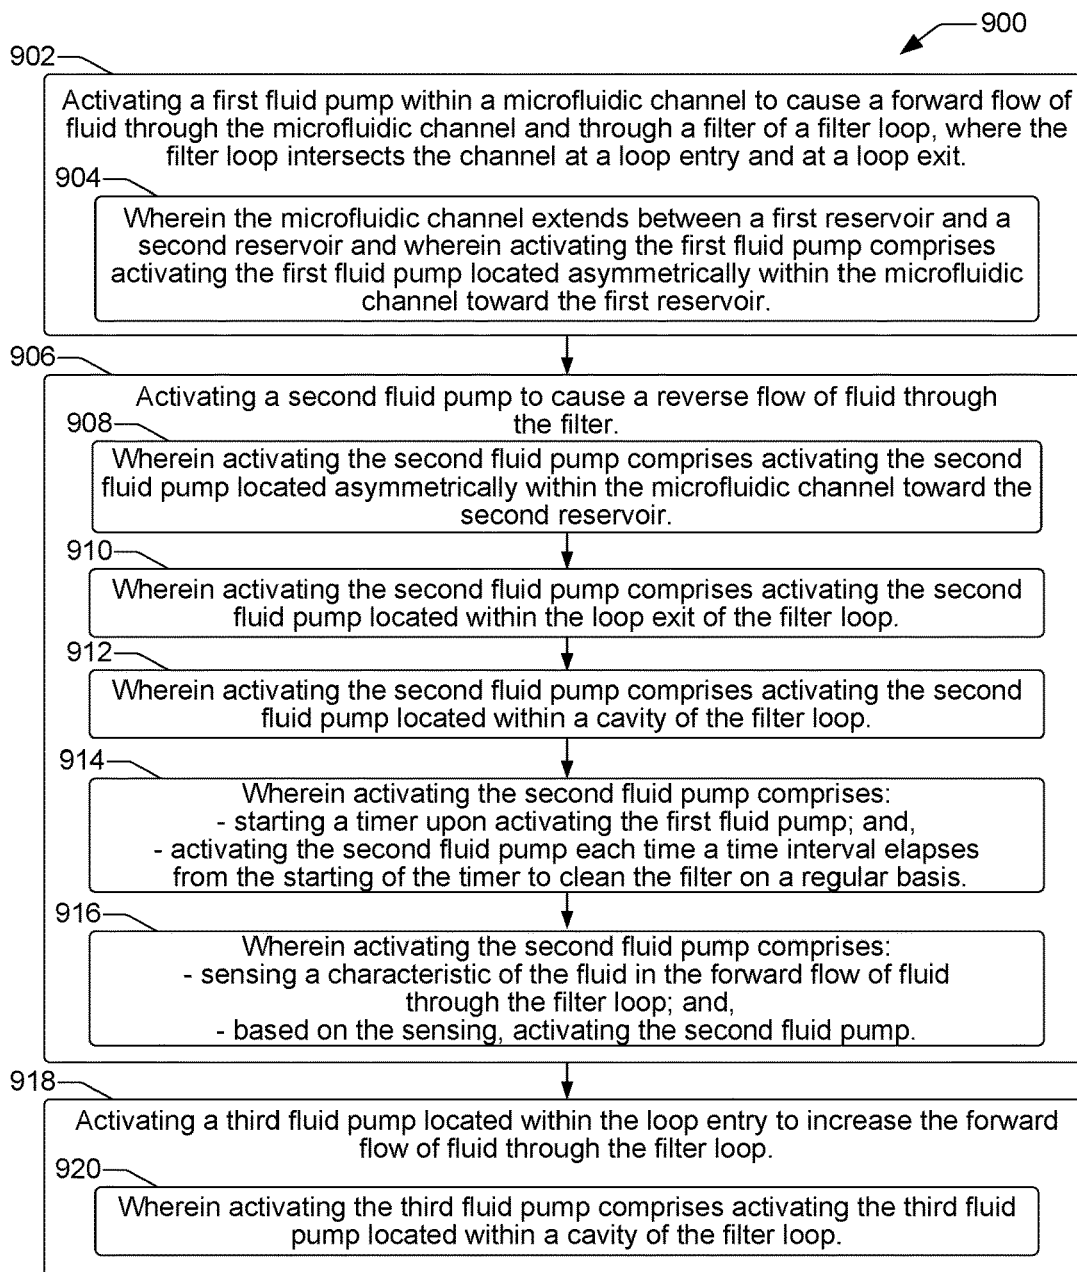 900
902
Activating a first fluid pump within a microfluidic channel to cause a forward flow of
fluid through the microfluidic channel and through a filter of a filter loop, where the
filter loop intersects the channel at a loop entry and at a loop exit.
904
Wherein the microfluidic channel extends between a first reservoir and a
second reservoir and wherein activating the first fluid pump comprises
activating the first fluid pump located asymmetrically within the microfluidic
channel toward the first reservoir.
906
Activating a second fluid pump to cause a reverse flow of fluid through
the filter.
908
Wherein activating the second fluid pump comprises activating the second
fluid pump located asymmetrically within the microfluidic channel toward the
second reservoir.
910
Wherein activating the second fluid pump comprises activating the second
fluid pump located within the loop exit of the filter loop.
912
Wherein activating the second fluid pump comprises activating the second
fluid pump located within a cavity of the filter loop.
914
Wherein activating the second fluid pump comprises:
- starting a timer upon activating the first fluid pump; and,
- activating the second fluid pump each time a time interval elapses
from the starting of the timer to clean the filter on a regular basis.
916
Wherein activating the second fluid pump comprises:
- sensing a characteristic of the fluid in the forward flow of fluid
through the filter loop; and,
- based on the sensing, activating the second fluid pump.
918
Activating a third fluid pump located within the loop entry to increase the forward
flow of fluid through the filter loop.
920
Wherein activating the third fluid pump comprises activating the third fluid
pump located within a cavity of the filter loop.